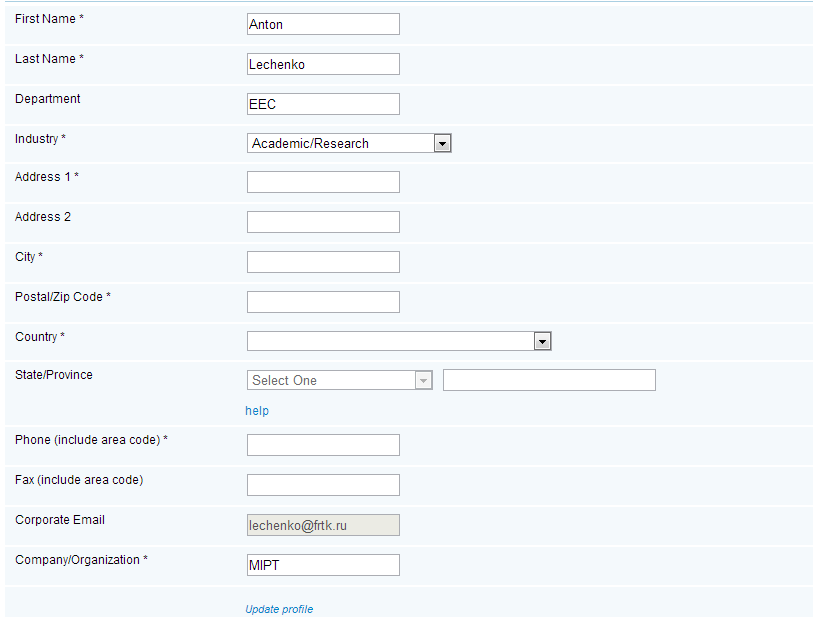 First Name * Anton
Last Name * Lechenko
Department EEC
Industry * Academic/Research
Address 1 *
Address 2
City *
Postal/Zip Code *
Country *
State/Province Select One
help
Phone (include area code) *
Fax (include area code)
Corporate Email lechenko@frtk.ru
Company/Organization * MIPT
Update profile